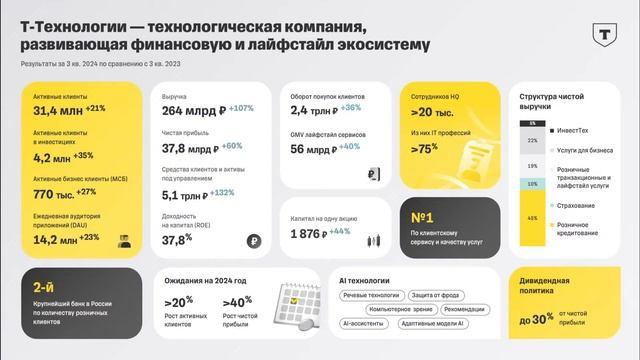 Т-Технологии — технологическая компания,
развивающая финансовую и лайфстайл экосистему
Результаты за 3 кв. 2024 по сравнению с 3 кв. 2023
Т
Активные клиенты
31,4 млн +21%
Активные клиенты
в инвестициях
4,2 млн +35%
Активные бизнес клиенты (МСБ)
770 тыс. +27%
Ежедневная аудитория
приложений (DAU)
14,2 млн +23%
Выручка
264 млрд ₽ +107%
Чистая прибыль
37,8 млрд ₽ +60%
Средства клиентов и активы
под управлением
5,1 трлн ₽ +132%
Доходность
на капитал (ROE)
37,8%
₽
Оборот покупок клиентов
2,4 трлн ₽ +36%
GMV лайфстайл сервисов
56 млрд ₽ +40%
₽
Капитал на одну акцию
1 876 ₽ +44%
Сотрудников HQ
>20 тыс.
Из них IT профессий
>75%
№1
По клиентскому
сервису и качеству услуг
Структура чистой
выручки
22%
19%
10%
45%
ИнвестТех
Услуги для бизнеса
Розничные
транзакционные и
лайфстайл услуги
Страхование
Розничное
кредитование
2-й
Крупнейший банк в России
по количеству розничных
клиентов
Ожидания на 2024 год
>20%
Рост активных
клиентов
>40%
Рост чистой
прибыли
AI технологии
Речевые технологии
Защита от фрода
Компьютерное зрение
Рекомендации
AI-ассистенты
Адаптивные модели AI
Дивидендная
политика
до 30% от чистой
прибыли